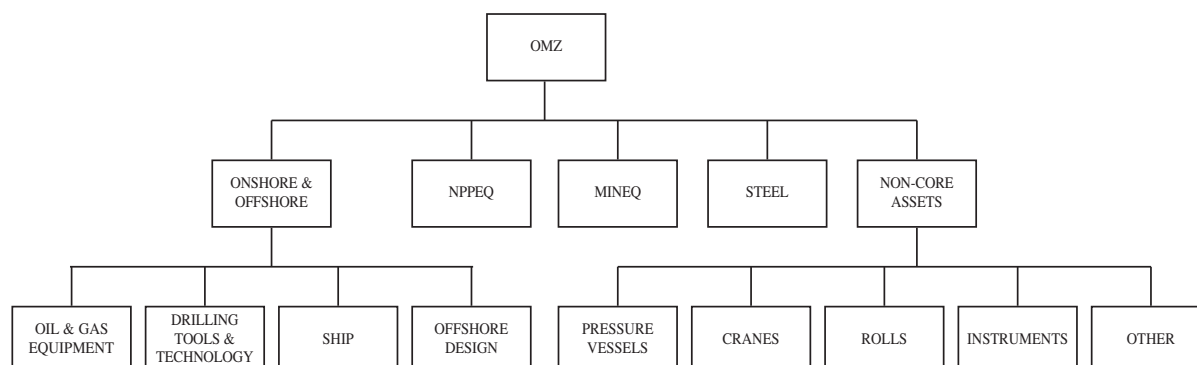 OMZ
ONSHORE &
OFFSHORE
NPPEQ
MINEQ
STEEL
NON-CORE
ASSETS
OIL & GAS
EQUIPMENT
DRILLING
TOOLS &
TECHNOLOGY
SHIP
OFFSHORE
DESIGN
PRESSURE
VESSELS
CRANES
ROLLS
INSTRUMENTS
OTHER